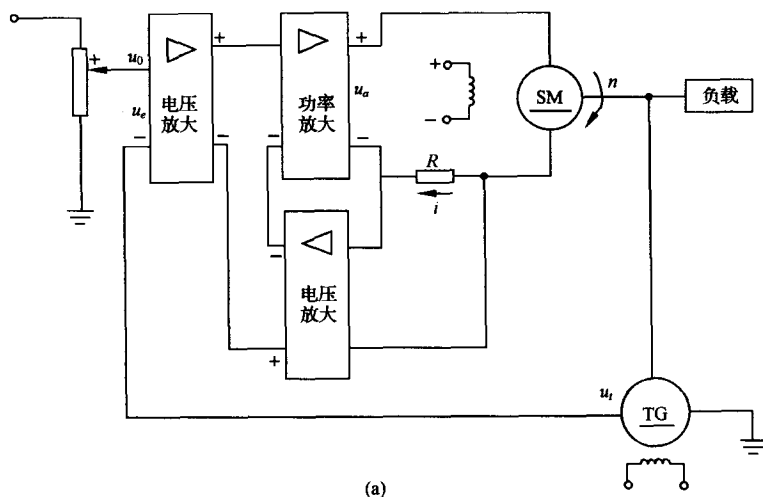 +
u₀
uₑ
−
电压
放大
+
−
功率
放大
+
uₐ
−
−
+
电压
放大
+
−
R
i
SM
n
负载
uₜ
TG
(a)